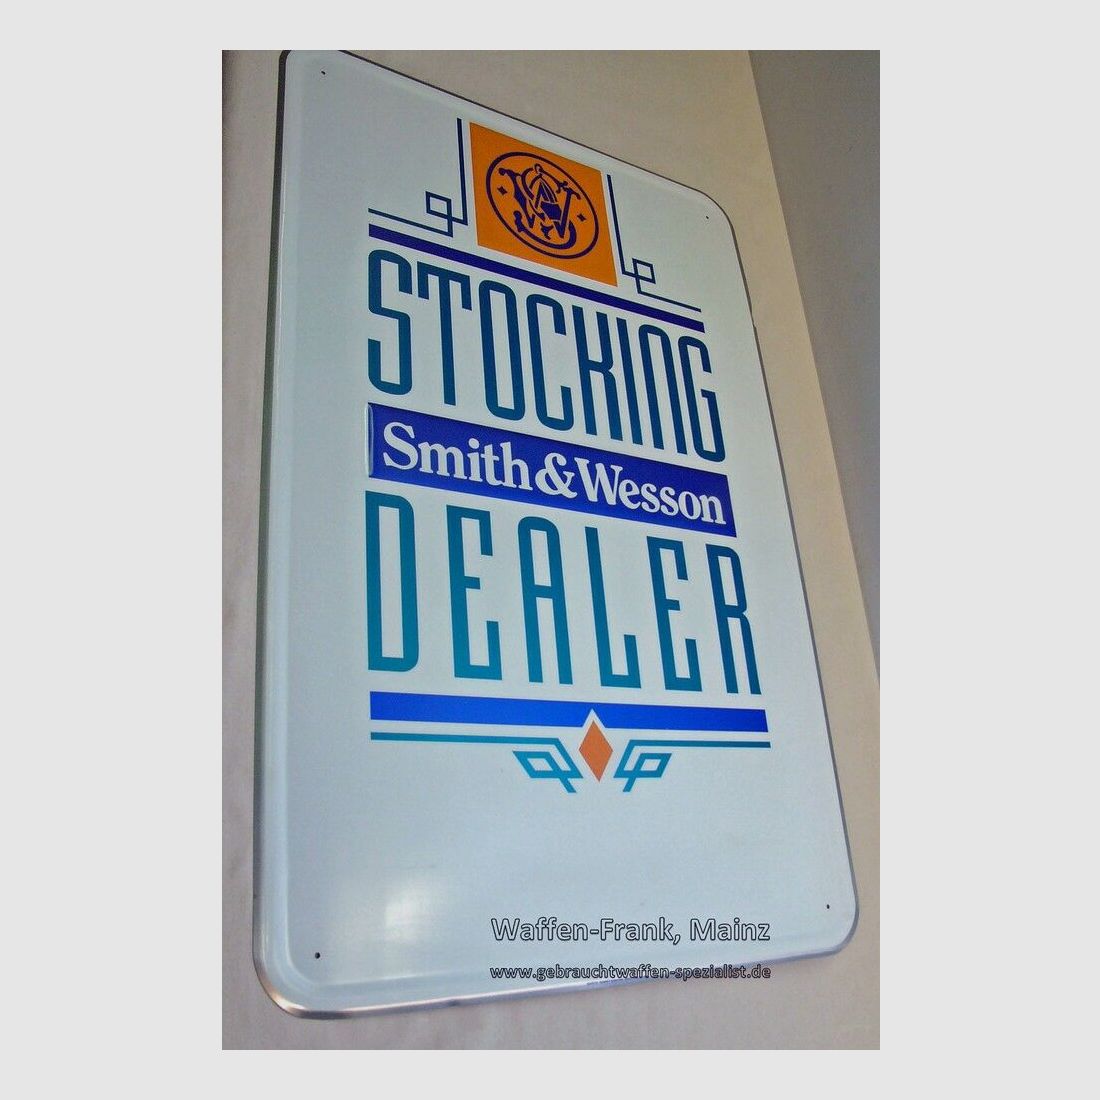 STOCKING
Smith & Wesson
DEALER
Waffen-Frank, Mainz
www.gebrauchtwaffen-spezialist.de